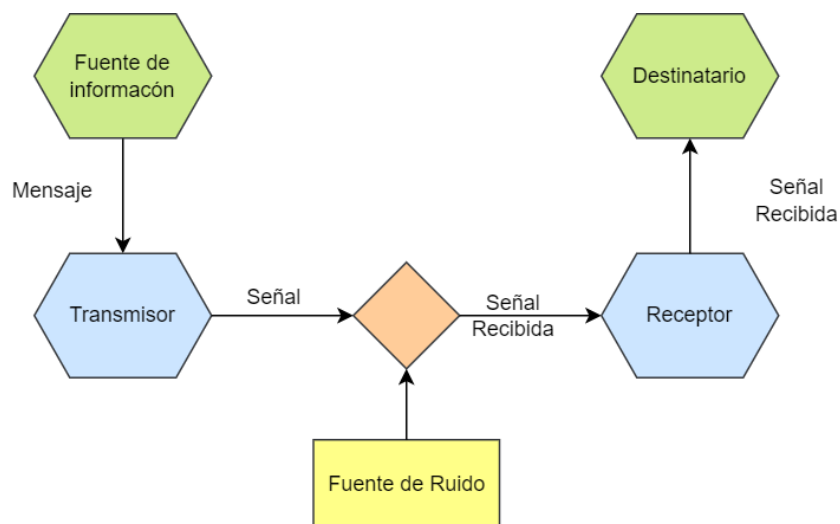 Fuente de
informacón
Destinatario
Mensaje
Señal
Recibida
Transmisor
Señal
Señal
Recibida
Receptor
Fuente de Ruido